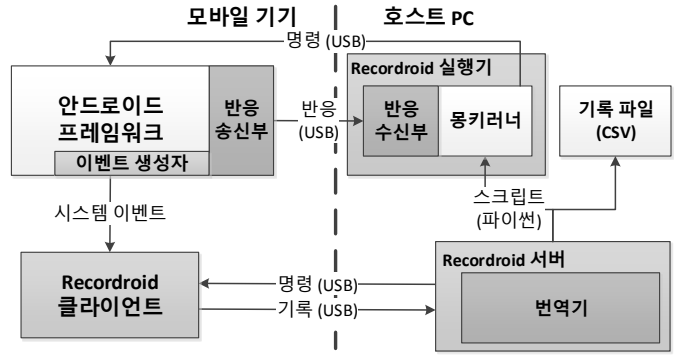 모바일 기기
호스트 PC
명령 (USB)
안드로이드
프레임워크
이벤트 생성자
반응
송신부
반응
(USB)
Recordroid 실행기
반응
수신부
몽키러너
기록 파일
(CSV)
시스템 이벤트
스크립트
(파이썬)
Recordroid
클라이언트
명령 (USB)
기록 (USB)
Recordroid 서버
번역기